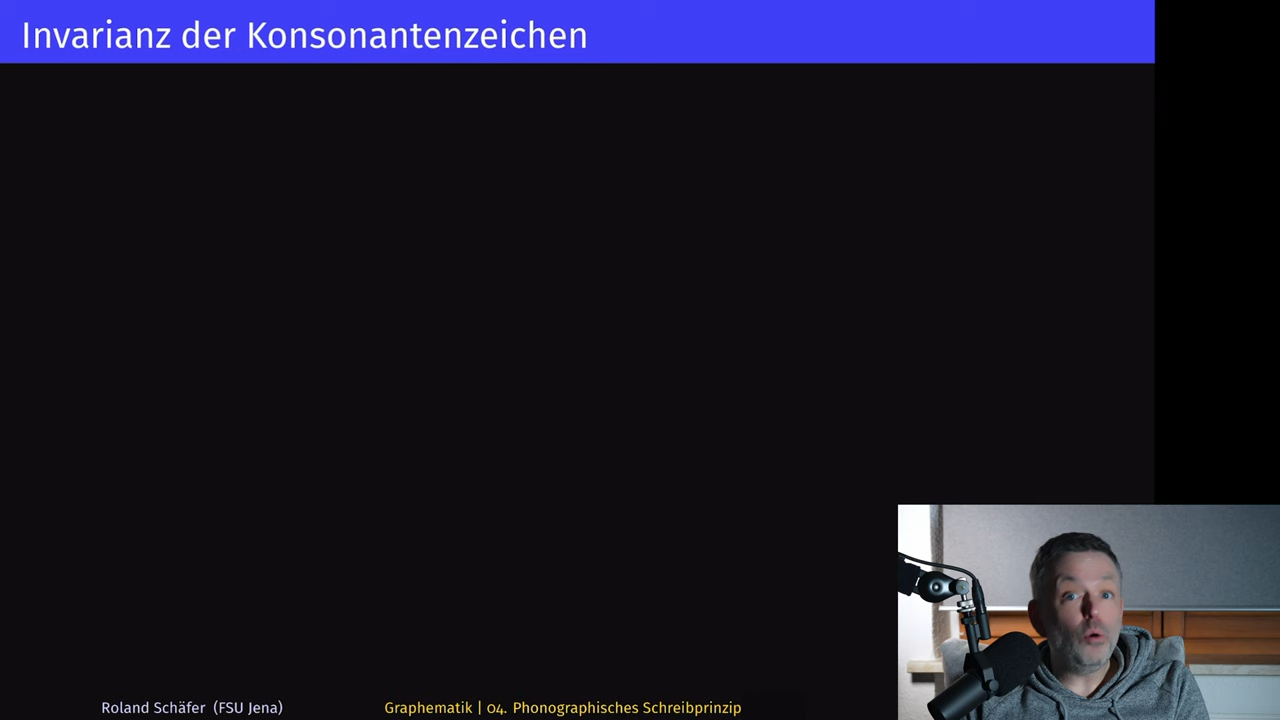 Invarianz der Konsonantenzeichen
Roland Schäfer (FSU Jena)
Graphematik | 04. Phonographisches Schreibprinzip